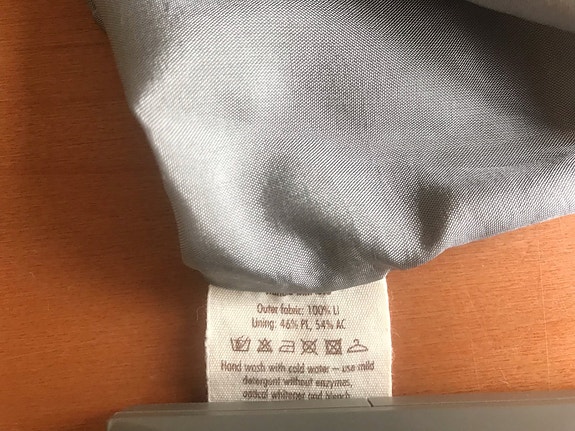 Outer fabric: 100% LI
Lining: 46% PL, 54% AC
Hand wash with cold water – use mild
detergent without enzymes,
optical whitener and bleach